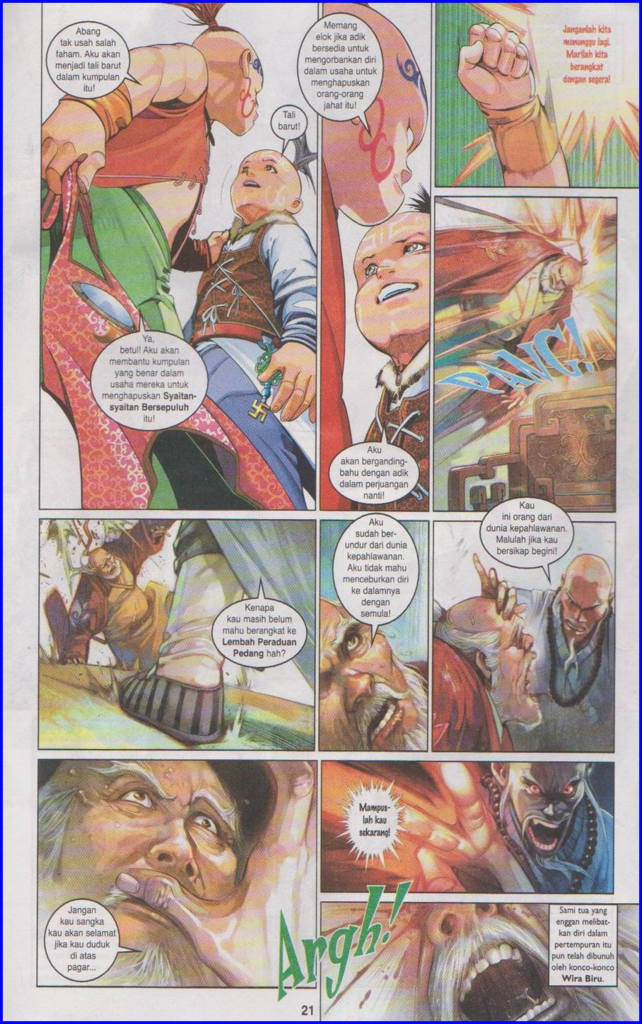 Abang
tak usah salah
faham. Aku akan
menjadi tali barut
dalam kumpulan
itu!
Tali
barut!
Ya,
betul! Aku akan
membantu kumpulan
yang benar dalam
usaha mereka untuk
menghapuskan Syaitan-
syaitan Bersepuluh
itu!
Memang
elok jika adik
bersedia untuk
mengorbankan diri
dalam usaha untuk
menghapuskan
orang-orang
jahat itu!
Aku
akan berganding-
bahu dengan adik
dalam perjuangan
nanti!
Janganlah kita
menunggu lagi.
Marilah kita
berangkat
dengan segera!
PANG!
Kenapa
kau masih belum
mahu berangkat ke
Lembah Peraduan
Pedang hah?
Aku
sudah ber-
undur dari dunia
kepahlawanan.
Aku tidak mahu
menceburkan diri
ke dalamnya
dengan
semula!
Kau
ini orang dari
dunia kepahlawanan.
Malulah jika kau
bersikap begini!
Jangan
kau sangka
kau akan selamat
jika kau duduk
di atas
pagar...
Mampus-
lah kau
sekarang!
Argh!
Sami tua yang
enggan melibat-
kan diri dalam
pertempuran itu
pun telah dibunuh
oleh konco-konco
Wira Biru.
21